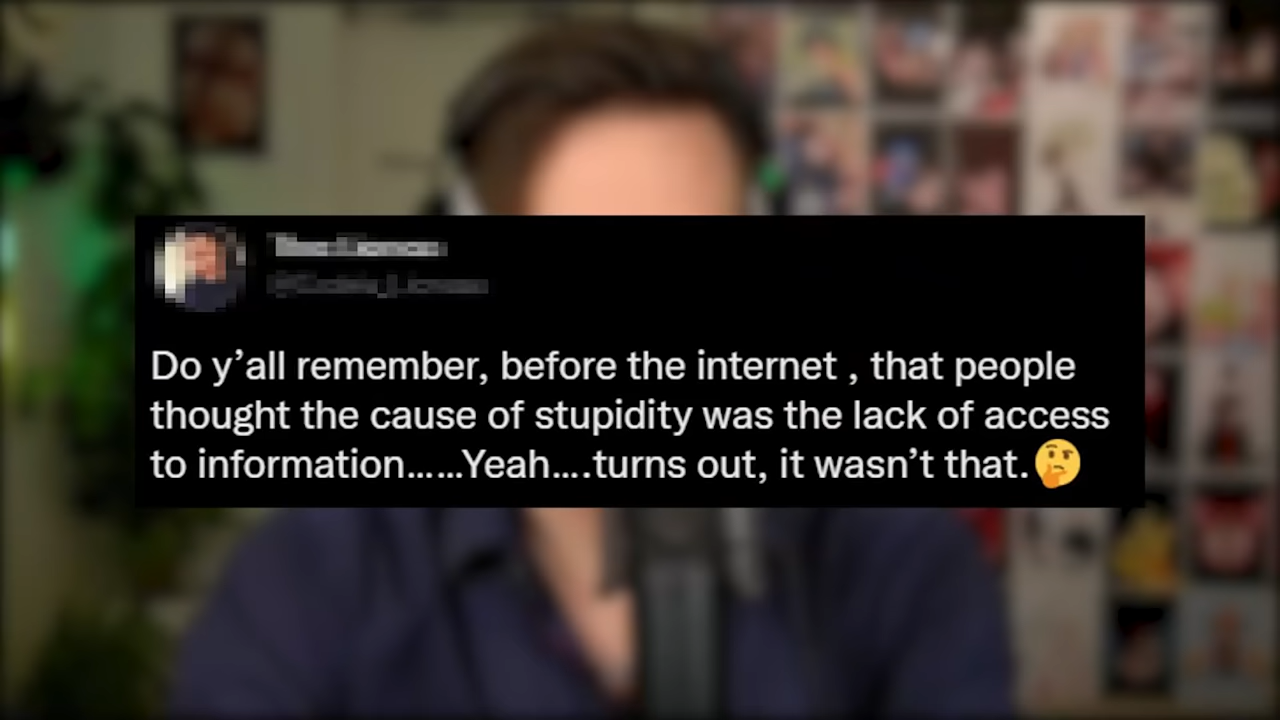 Do y’all remember, before the internet , that people
thought the cause of stupidity was the lack of access
to information……Yeah….turns out, it wasn’t that.🤔